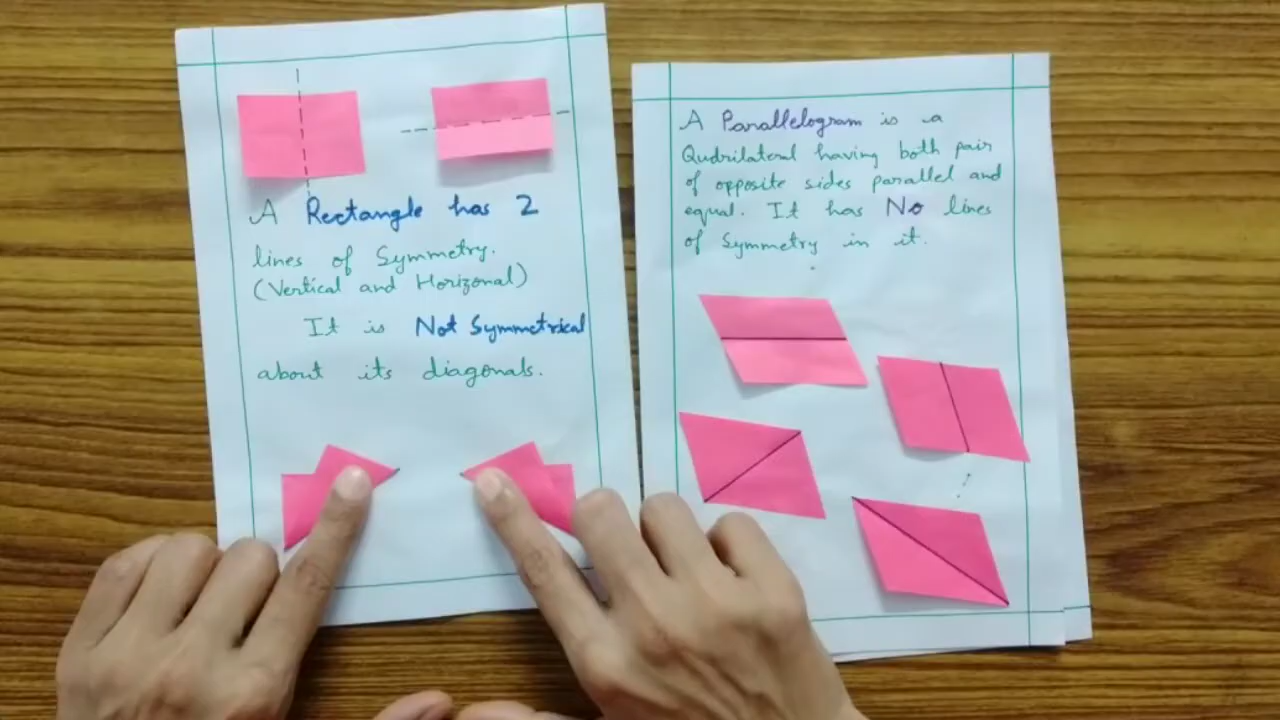 A Rectangle has 2
lines of Symmetry.
(Vertical and Horizonal)
It is Not Symmetrical
about its diagonals.
A Parallelogram is a
Qudrilateral having both pair
of opposite sides parallel and
equal. It has No lines
of Symmetry in it.